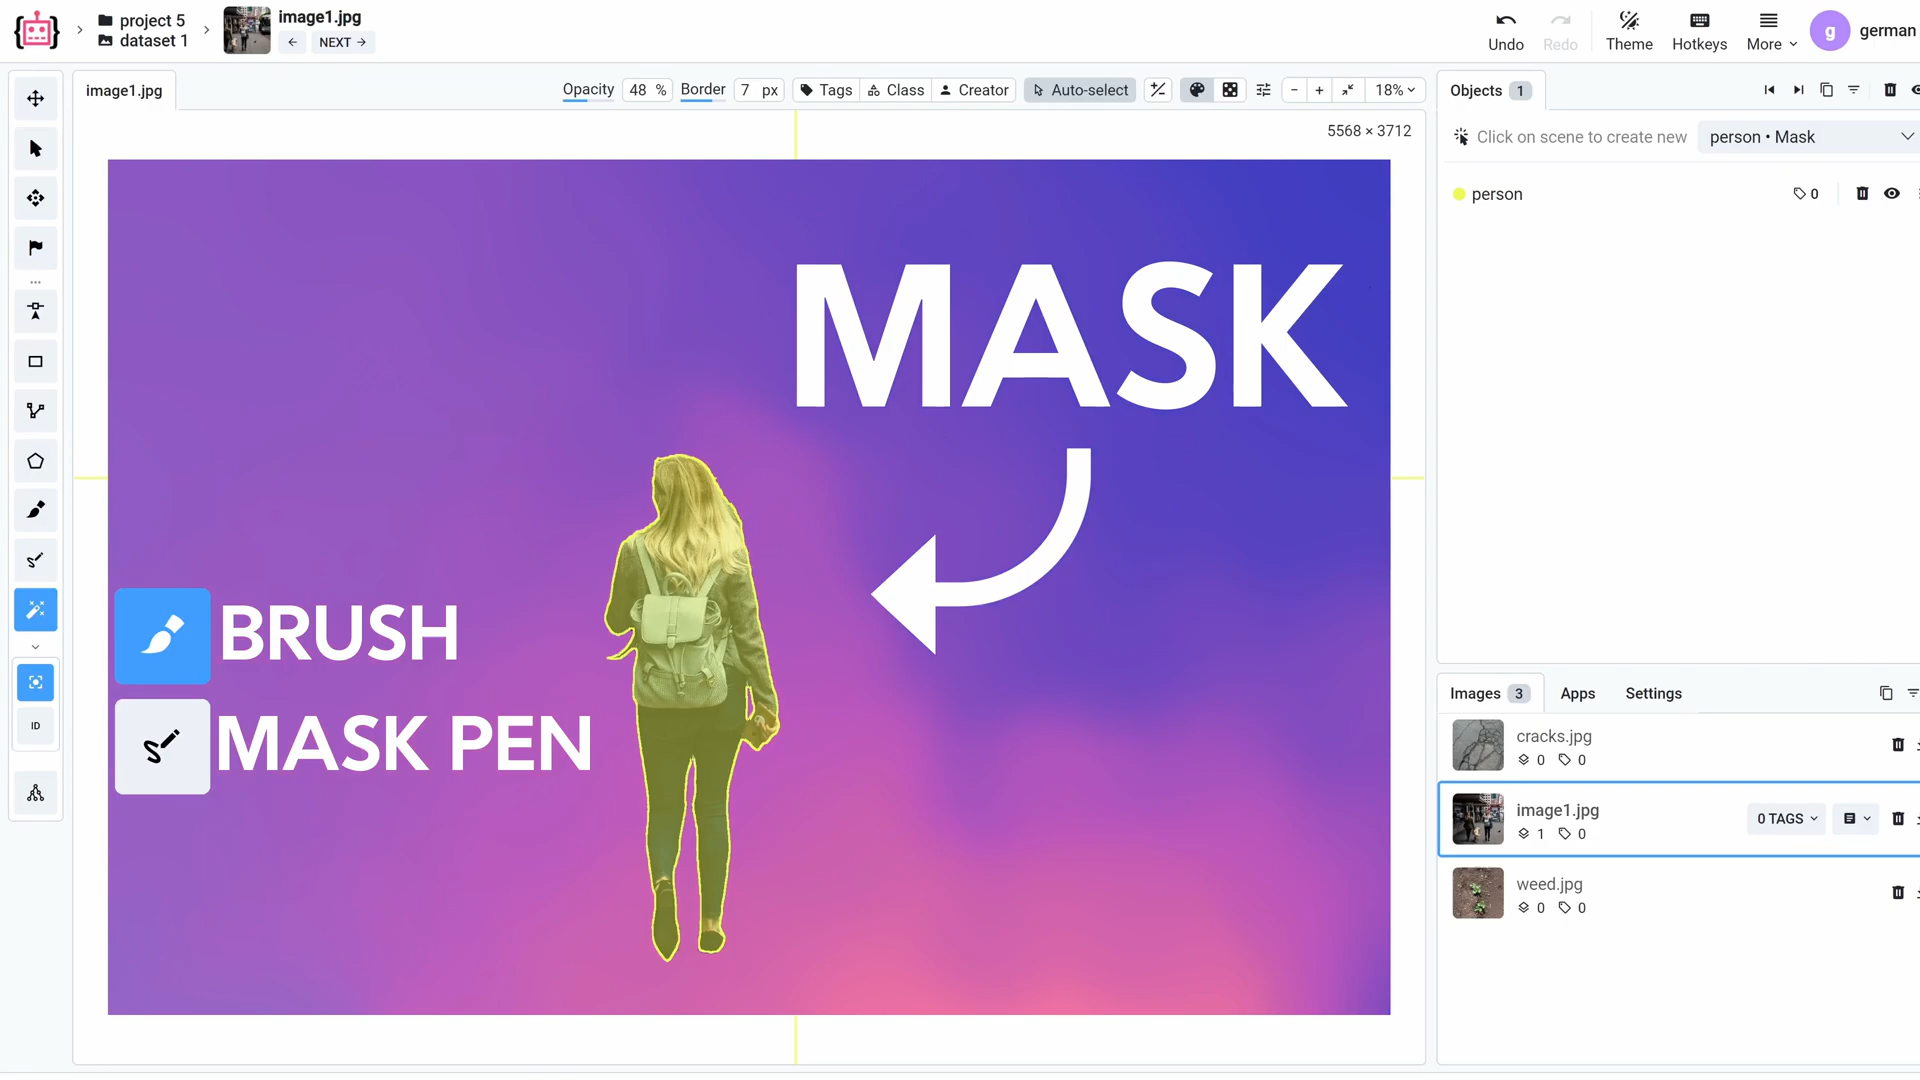 project 5
dataset 1
image1.jpg
NEXT
Undo
Redo
Theme
Hotkeys
More
g
german
image1.jpg
Opacity 48 % Border 7 px Tags Class Creator Auto-select 18%
5568 × 3712
MASK
BRUSH
MASK PEN
ID
Objects 1
Click on scene to create new person • Mask
person 0
Images 3 Apps Settings
cracks.jpg
0 0
image1.jpg
1 0
0 TAGS
weed.jpg
0 0